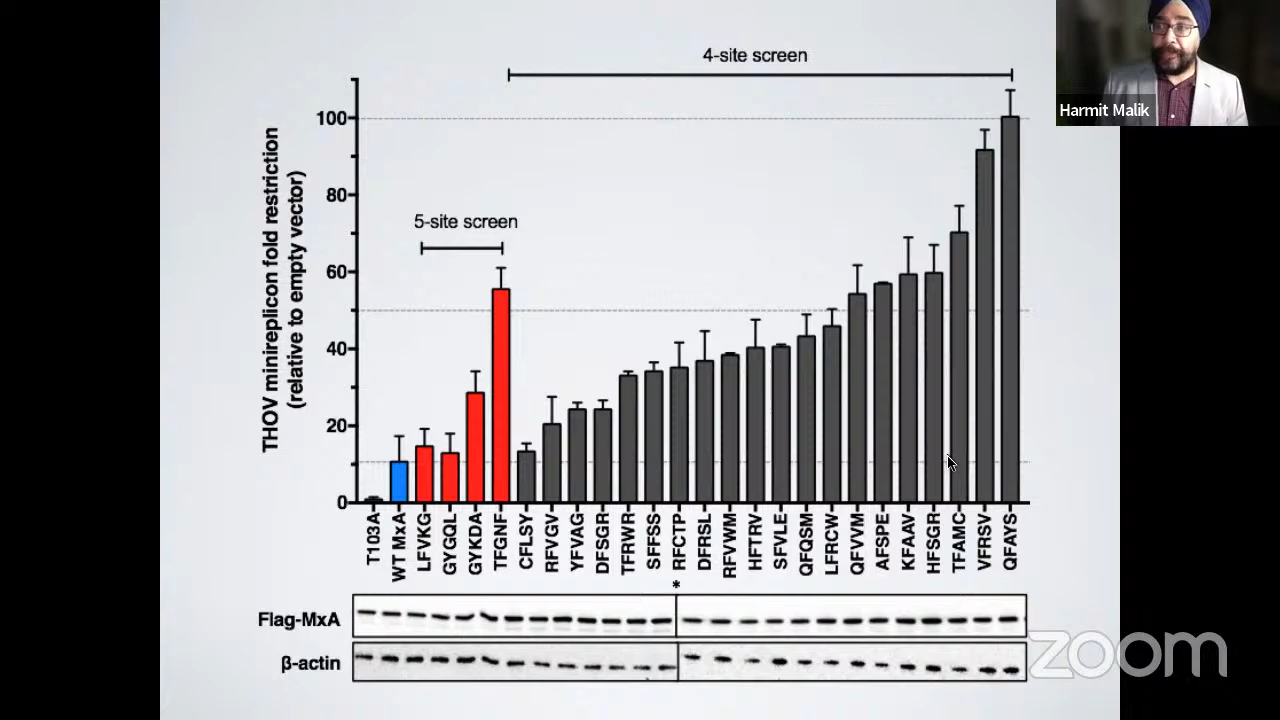 4-site screen
Harmit Malik
5-site screen
THOV minireplicon fold restriction
(relative to empty vector)
100
80
60
40
20
0
T103A
WT MxA
LFVKG
GYGQL
GYKDA
TFGNF
CFLSY
RFVGV
YFVAG
DFSGR
TFRWR
SFFSS
RFCTP
DFRSL
RFVWM
HFTRV
SFVLE
QFQSM
LFRCW
QFVVM
AFSPE
KFAAV
HFSGR
TFAMC
VFRSV
QFAYS
*
Flag-MxA
β-actin
zoom